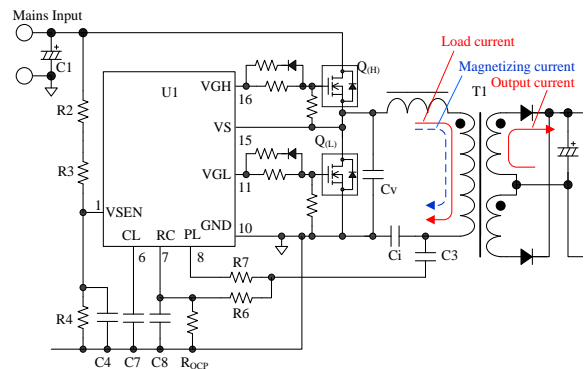 Mains Input
C1
R2
R3
R4
U1
VGH
16
VS
15
VGL
11
GND
10
1
VSEN
CL
RC
PL
6
7
8
Q(H)
Q(L)
Load current
Magnetizing current
T1
Output current
Cv
Ci
C3
R7
R6
C4
C7
C8
ROCP